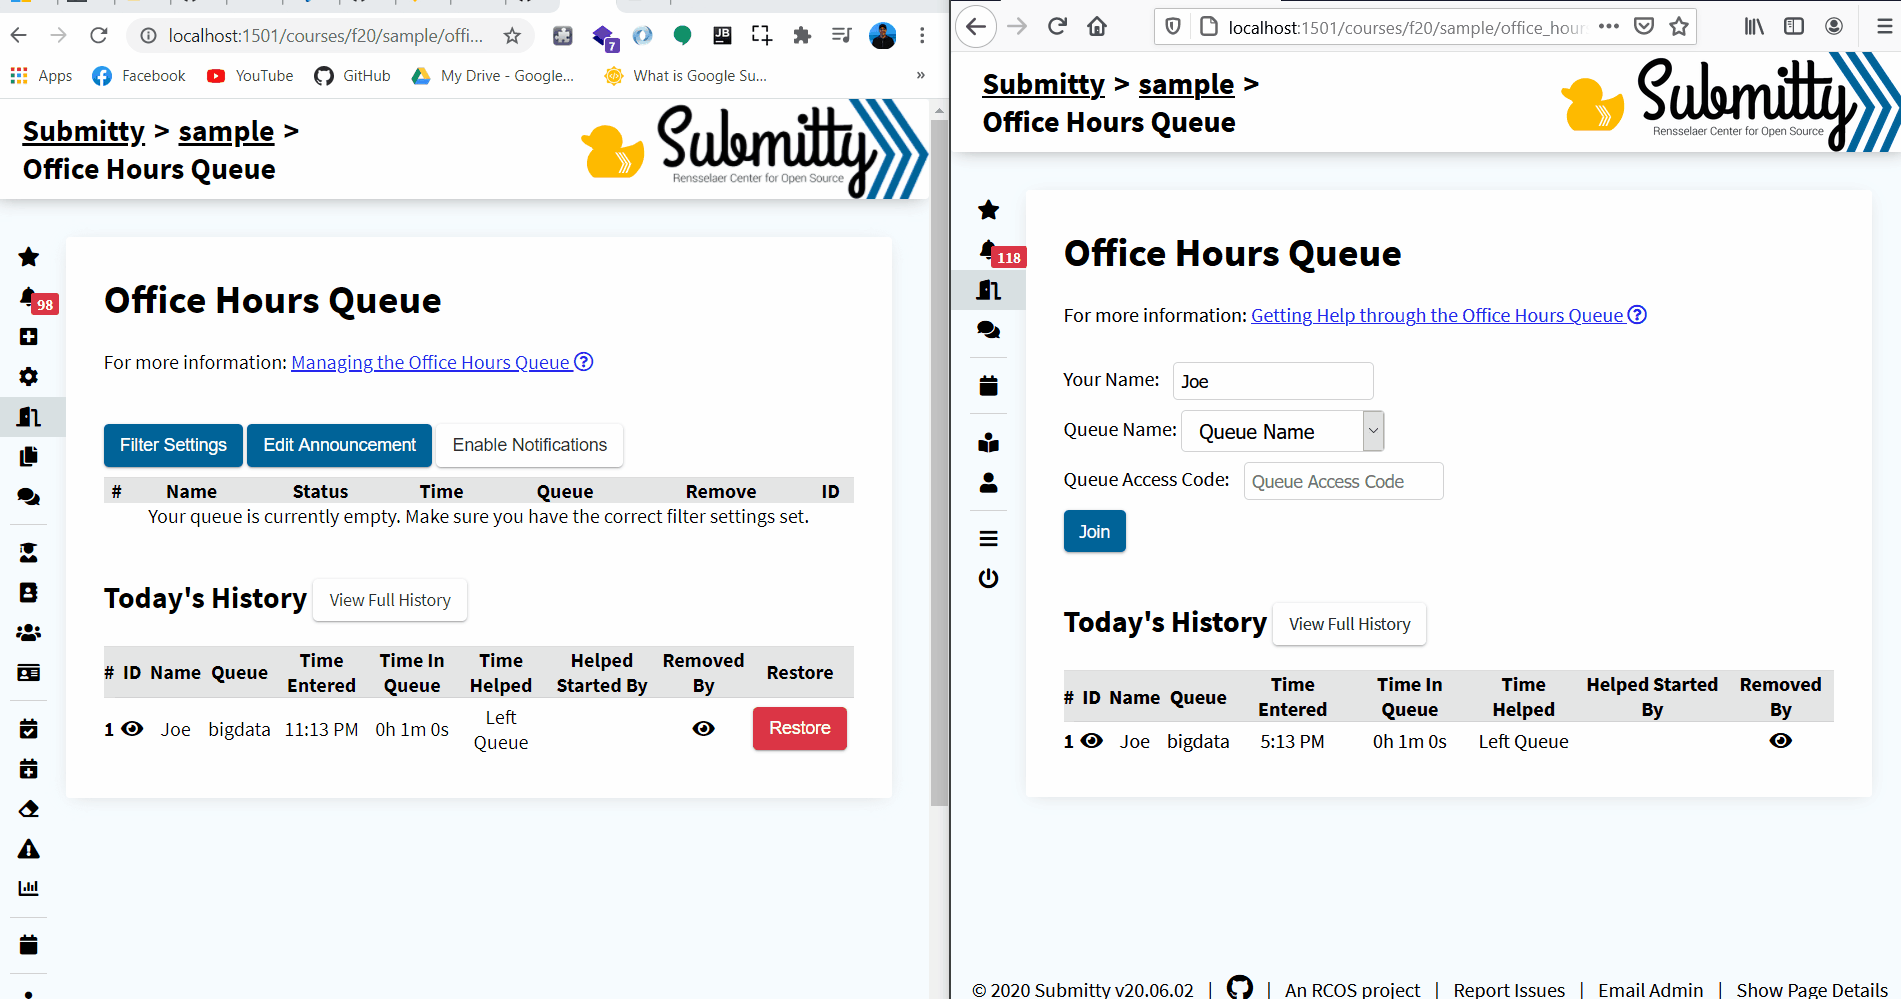 localhost:1501/courses/f20/sample/offi...
7
JB
Apps
Facebook
YouTube
GitHub
My Drive - Google...
What is Google Su...
»
Submitty > sample >
Office Hours Queue
Submitty
Rensselaer Center for Open Source
98
Office Hours Queue
For more information: Managing the Office Hours Queue
Filter Settings
Edit Announcement
Enable Notifications
# Name Status Time Queue Remove ID
Your queue is currently empty. Make sure you have the correct filter settings set.
Today's History
View Full History
# ID Name Queue Time Entered Time In Queue Time Helped Helped Started By Removed By Restore
1 Joe bigdata 11:13 PM 0h 1m 0s Left Queue Restore
localhost:1501/courses/f20/sample/office_hour
Submitty > sample >
Office Hours Queue
Submitty
Rensselaer Center for Open Source
118
Office Hours Queue
For more information: Getting Help through the Office Hours Queue
Your Name: Joe
Queue Name: Queue Name
Queue Access Code: Queue Access Code
Join
Today's History
View Full History
# ID Name Queue Time Entered Time In Queue Time Helped Helped Started By Removed By
1 Joe bigdata 5:13 PM 0h 1m 0s Left Queue
© 2020 Submitty v20.06.02 | | An RCOS project | Report Issues | Email Admin | Show Page Details